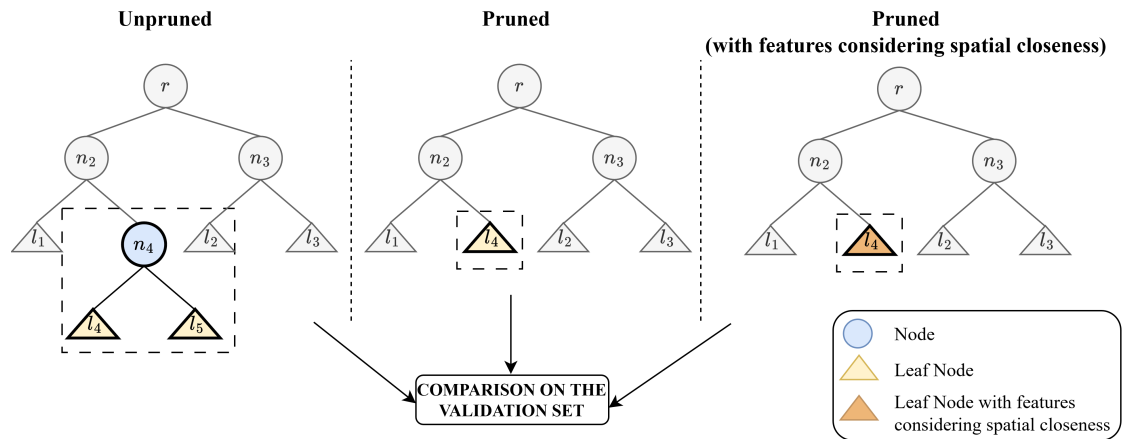 Unpruned
r
n2
n3
l1
n4
l2
l3
l4
l5
Pruned
r
n2
n3
l1
l4
l2
l3
Pruned
(with features considering spatial closeness)
r
n2
n3
l1
l4
l2
l3
COMPARISON ON THE
VALIDATION SET
Node
Leaf Node
Leaf Node with features
considering spatial closeness